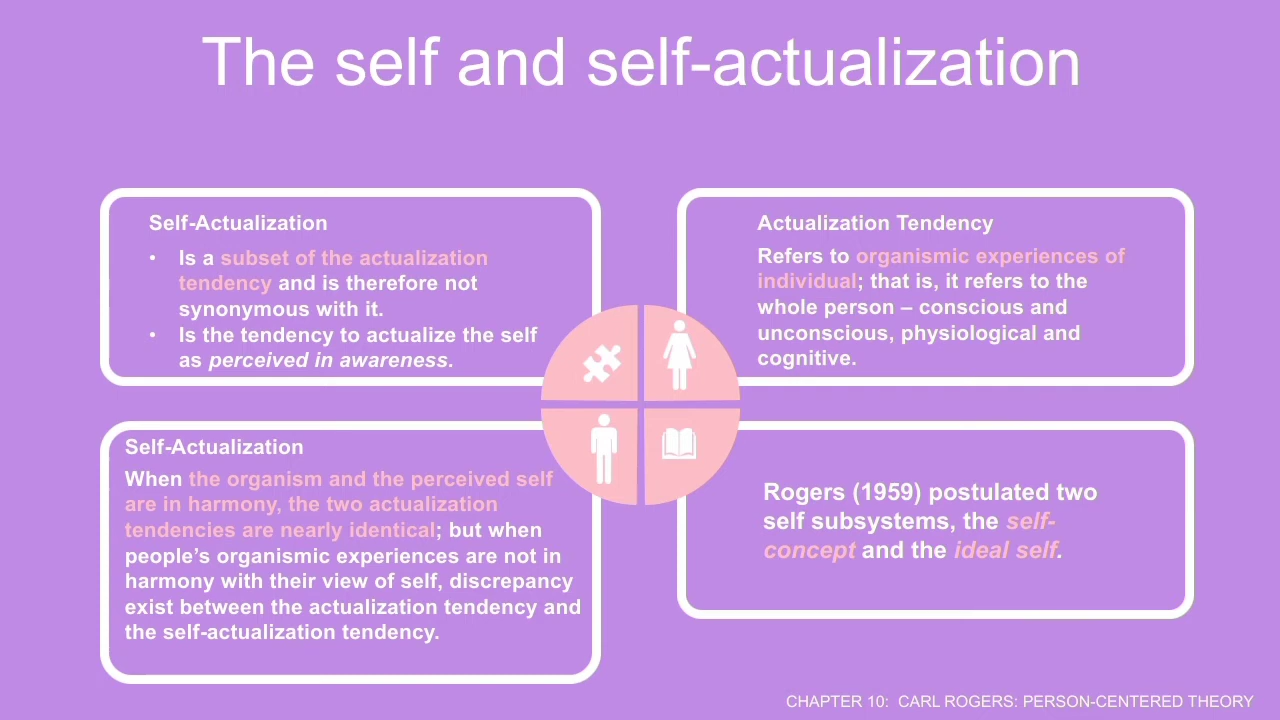 The self and self-actualization
Self-Actualization
• Is a subset of the actualization
tendency and is therefore not
synonymous with it.
• Is the tendency to actualize the self
as perceived in awareness.
Actualization Tendency
Refers to organismic experiences of
individual; that is, it refers to the
whole person – conscious and
unconscious, physiological and
cognitive.
Self-Actualization
When the organism and the perceived self
are in harmony, the two actualization
tendencies are nearly identical; but when
people’s organismic experiences are not in
harmony with their view of self, discrepancy
exist between the actualization tendency and
the self-actualization tendency.
Rogers (1959) postulated two
self subsystems, the self-
concept and the ideal self.
CHAPTER 10: CARL ROGERS: PERSON-CENTERED THEORY